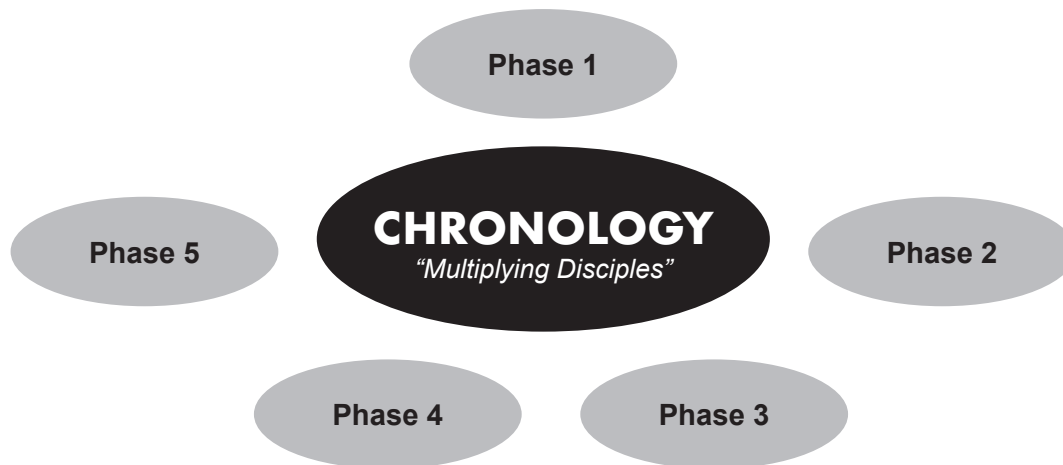 Phase 1
CHRONOLOGY
“Multiplying Disciples”
Phase 5
Phase 2
Phase 4
Phase 3